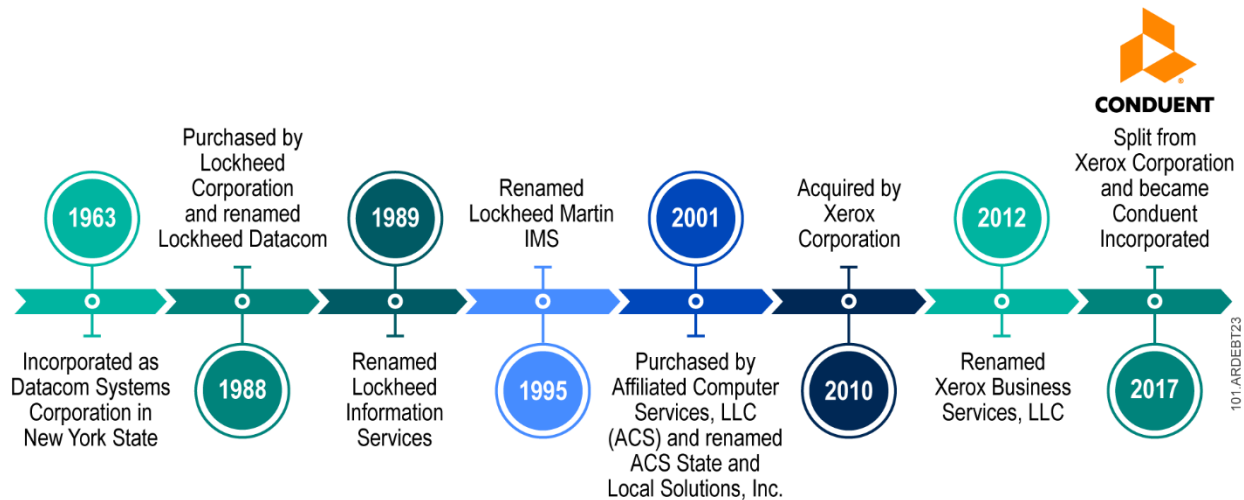 CONDUENT
1963
Incorporated as
Datacom Systems
Corporation in
New York State
Purchased by
Lockheed
Corporation
and renamed
Lockheed Datacom
1988
1989
Renamed
Lockheed
Information
Services
Renamed
Lockheed Martin
IMS
1995
2001
Purchased by
Affiliated Computer
Services, LLC
(ACS) and renamed
ACS State and
Local Solutions, Inc.
Acquired by
Xerox
Corporation
2010
2012
Renamed
Xerox Business
Services, LLC
Split from
Xerox Corporation
and became
Conduent
Incorporated
2017
101.ARDEBT23